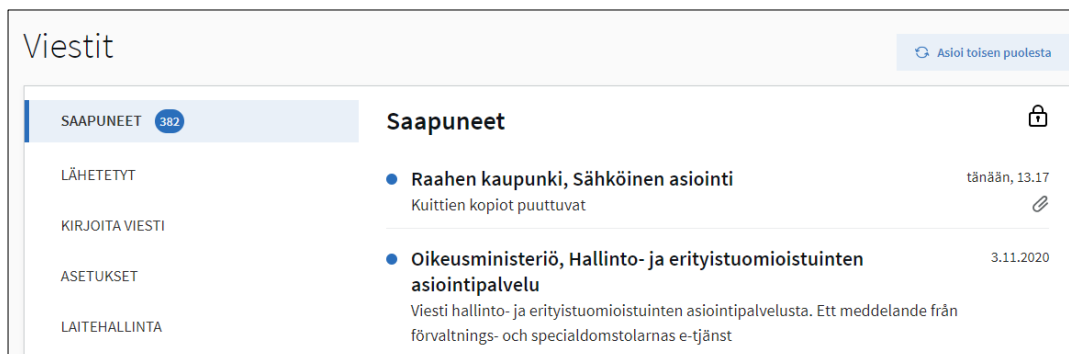 Viestit
Asioi toisen puolesta
SAAPUNEET 382
LÄHETETYT
KIRJOITA VIESTI
ASETUKSET
LAITEHALLINTA
Saapuneet
Raahen kaupunki, Sähköinen asiointi
tänään, 13.17
Kuittien kopiot puuttuvat
Oikeusministeriö, Hallinto- ja erityistuomioistuinten
3.11.2020
asiointipalvelu
Viesti hallinto- ja erityistuomioistuinten asiointipalvelusta. Ett meddelande från
förvaltnings- och specialdomstolarnas e-tjänst